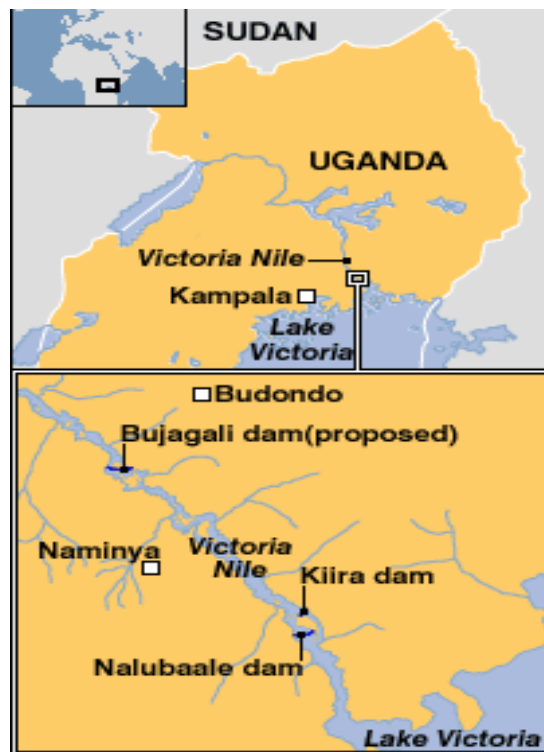 SUDAN
UGANDA
Victoria Nile
Kampala
Lake
Victoria
Budondo
Bujagali dam(proposed)
Naminya
Victoria
Nile
Kiira dam
Nalubaale dam
Lake Victoria